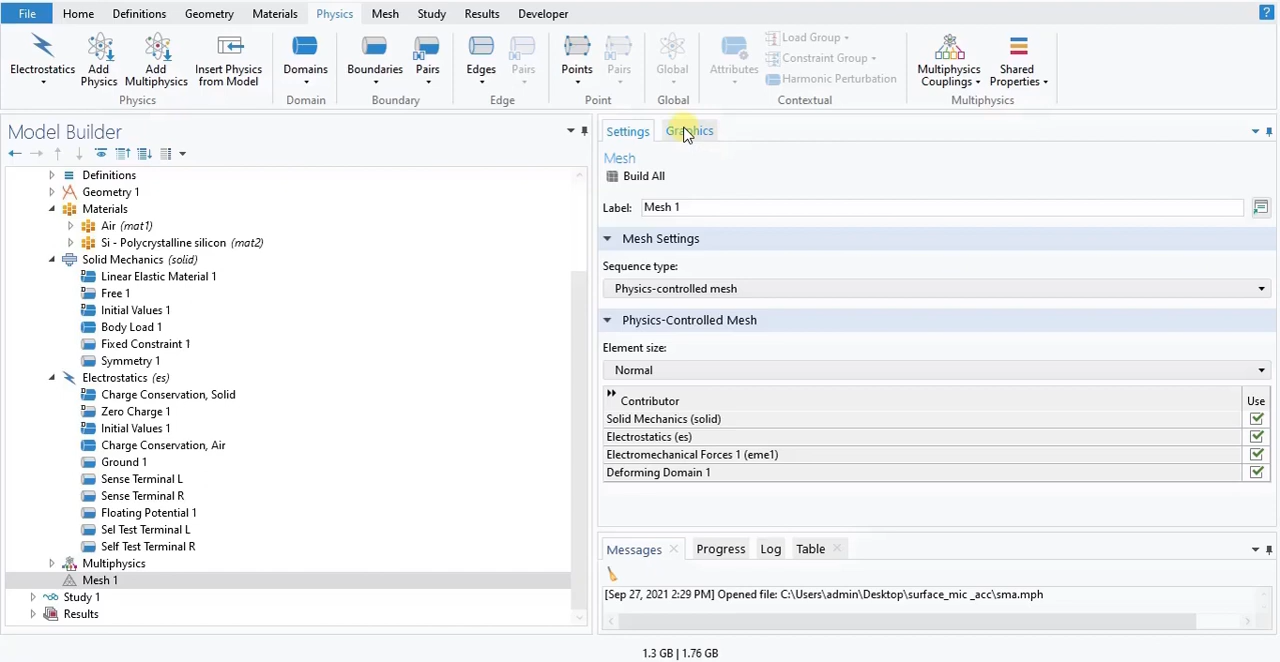 File Home Definitions Geometry Materials Physics Mesh Study Results Developer ?
Electrostatics Add Physics Add Multiphysics Insert Physics from Model Domains Boundaries Pairs Edges Pairs Points Pairs Global Attributes Load Group Constraint Group Harmonic Perturbation Multiphysics Couplings Shared Properties
Physics Domain Boundary Edge Point Global Contextual Multiphysics
Model Builder
Definitions
Geometry 1
Materials
Air (mat1)
Si - Polycrystalline silicon (mat2)
Solid Mechanics (solid)
Linear Elastic Material 1
Free 1
Initial Values 1
Body Load 1
Fixed Constraint 1
Symmetry 1
Electrostatics (es)
Charge Conservation, Solid
Zero Charge 1
Initial Values 1
Charge Conservation, Air
Ground 1
Sense Terminal L
Sense Terminal R
Floating Potential 1
Sel Test Terminal L
Self Test Terminal R
Multiphysics
Mesh 1
Study 1
Results
Settings Graphics
Mesh
Build All
Label: Mesh 1
Mesh Settings
Sequence type:
Physics-controlled mesh
Physics-Controlled Mesh
Element size:
Normal
Contributor Use
Solid Mechanics (solid)
Electrostatics (es)
Electromechanical Forces 1 (eme1)
Deforming Domain 1
Messages Progress Log Table
[Sep 27, 2021 2:29 PM] Opened file: C:\Users\admin\Desktop\surface_mic _acc\sma.mph
1.3 GB | 1.76 GB